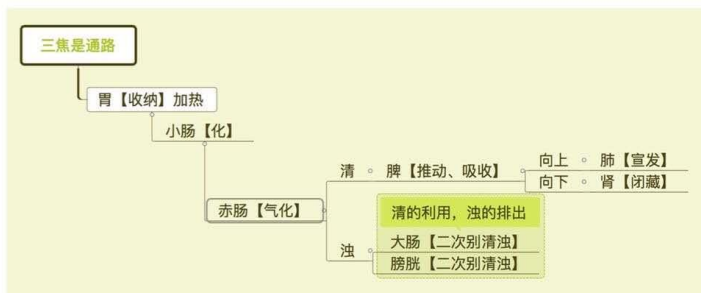 三焦是通路
胃【收纳】加热
小肠【化】
赤肠【气化】
清
脾【推动、吸收】
向上
肺【宣发】
向下
肾【闭藏】
清的利用，浊的排出
浊
大肠【二次别清浊】
膀胱【二次别清浊】